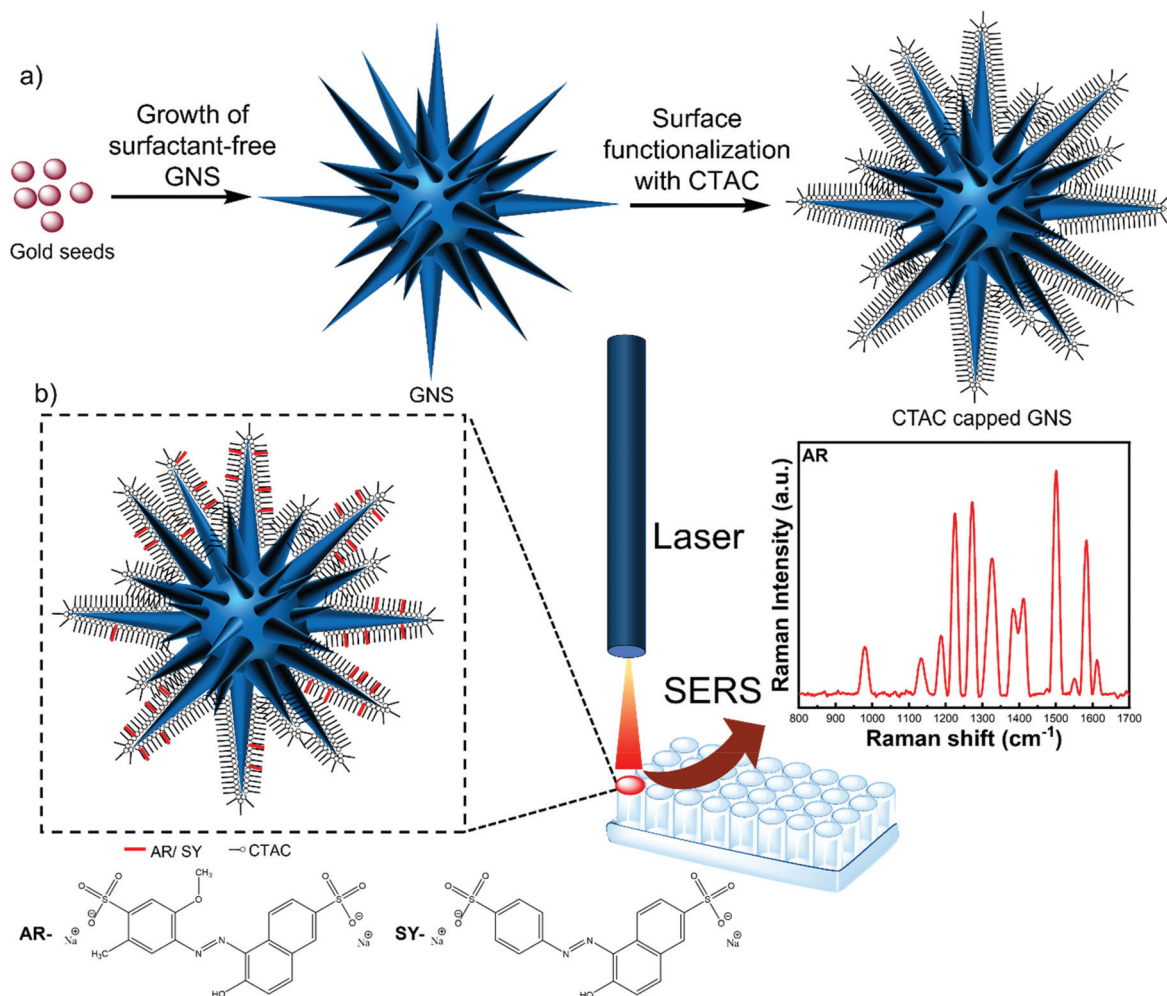 a)
Growth of
surfactant-free
GNS
Gold seeds
Surface
functionalization
with CTAC
GNS
CTAC capped GNS
b)
Laser
SERS
AR
Raman Intensity (a.u.)
800 900 1000 1100 1200 1300 1400 1500 1600 1700
Raman shift (cm⁻¹)
AR/ SY
CTAC
AR-
Na⊕
O
O
S
⊖O
O
CH₃
H₃C
N
N
HO
O
O
S
O⊖
Na⊕
SY-
Na⊕
O
O
S
⊖O
N
N
HO
O
O
S
O⊖
Na⊕